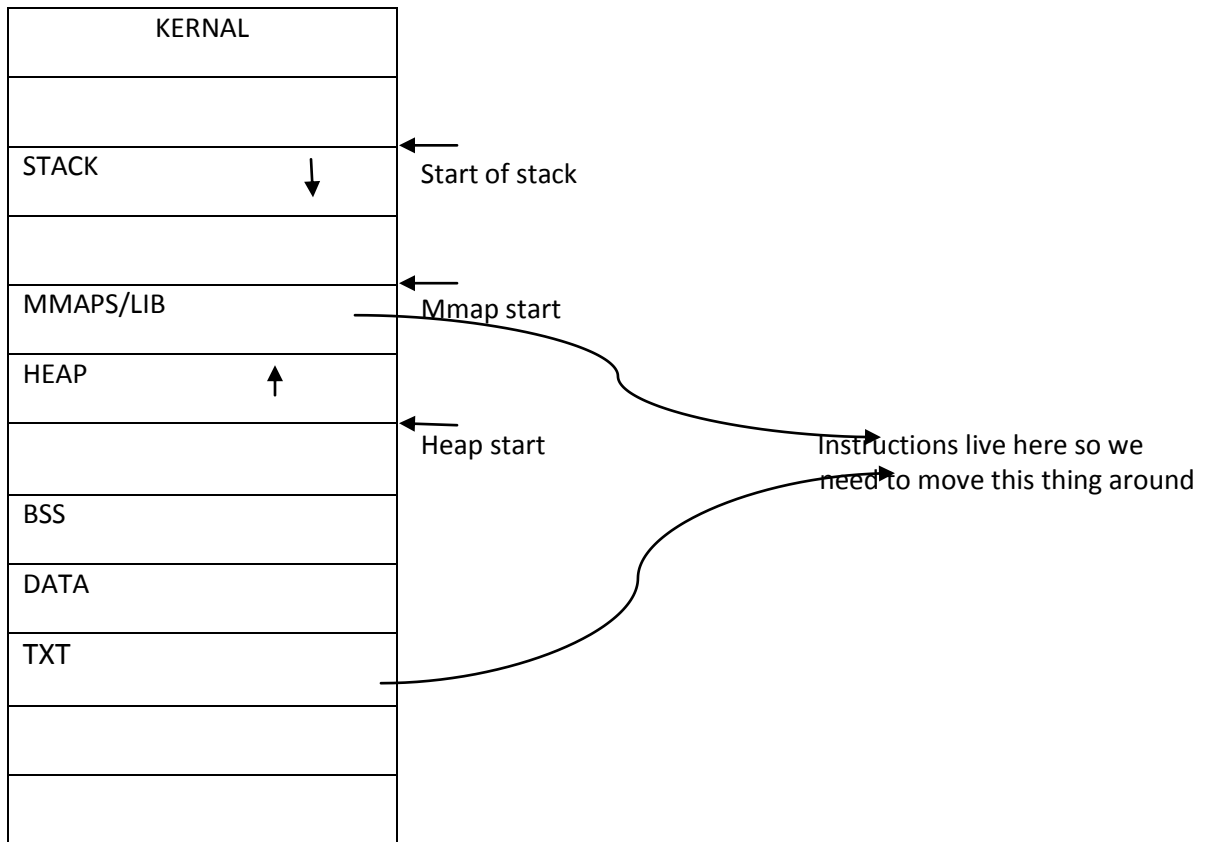 KERNAL
STACK
Start of stack
MMAPS/LIB
Mmap start
HEAP
Heap start
Instructions live here so we
need to move this thing around
BSS
DATA
TXT